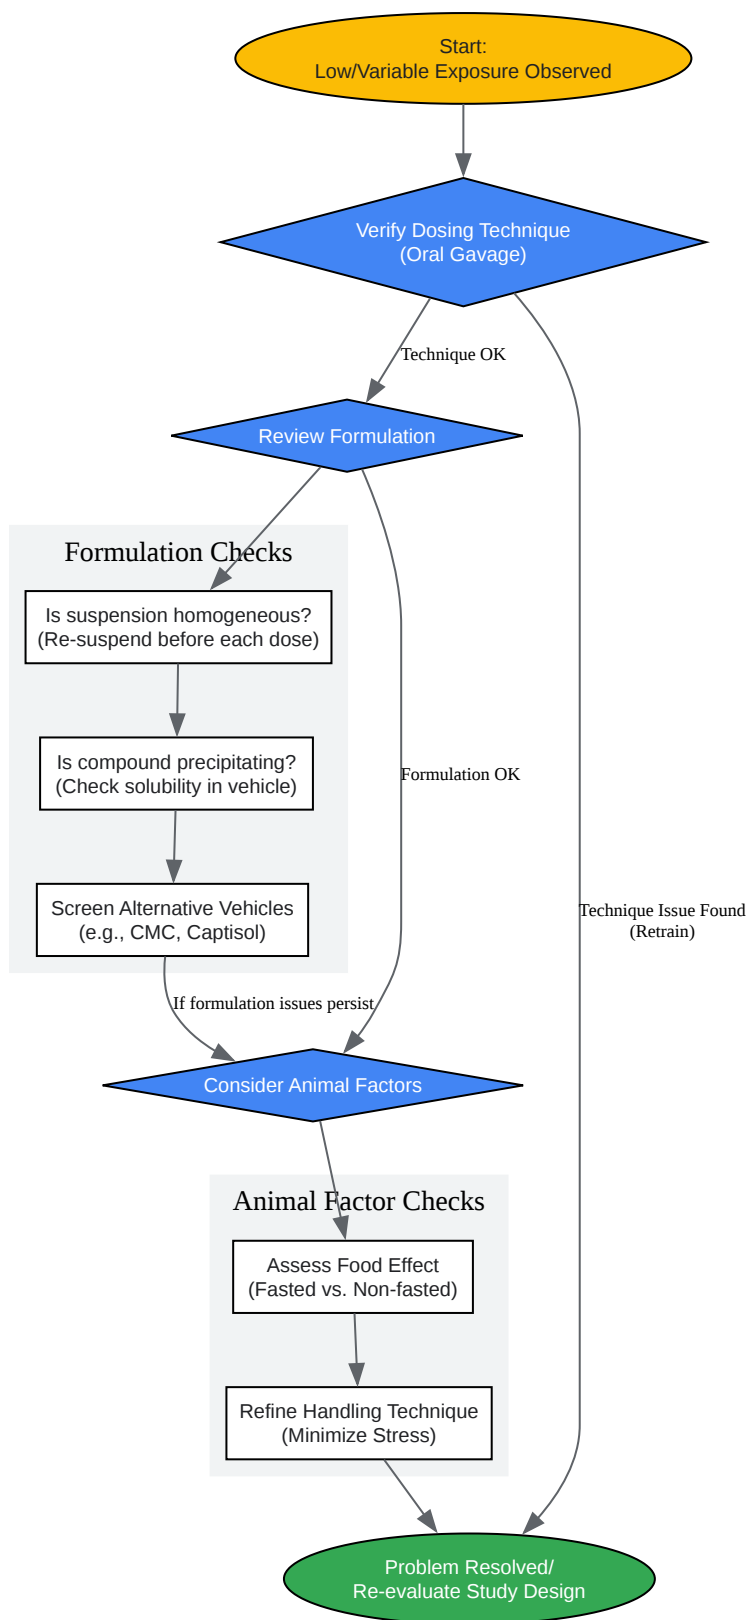 Start:
Low/Variable Exposure Observed
Verify Dosing Technique
(Oral Gavage)
Technique OK
Review Formulation
Formulation Checks
Is suspension homogeneous?
(Re-suspend before each dose)
Is compound precipitating?
(Check solubility in vehicle)
Formulation OK
Screen Alternative Vehicles
(e.g., CMC, Captisol)
Technique Issue Found
(Retrain)
If formulation issues persist
Consider Animal Factors
Animal Factor Checks
Assess Food Effect
(Fasted vs. Non-fasted)
Refine Handling Technique
(Minimize Stress)
Problem Resolved/
Re-evaluate Study Design